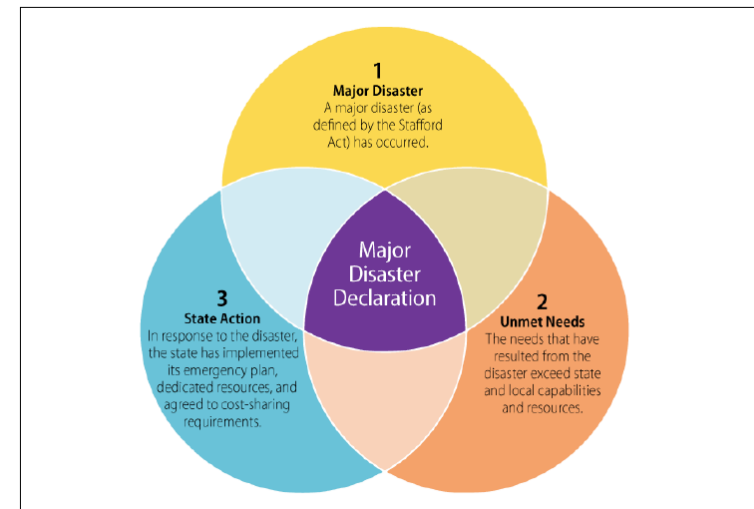 1
Major Disaster
A major disaster (as
defined by the Stafford
Act) has occurred.
Major
Disaster
Declaration
3
State Action
In response to the disaster,
the state has implemented
its emergency plan,
dedicated resources, and
agreed to cost-sharing
requirements.
2
Unmet Needs
The needs that have
resulted from the
disaster exceed state
and local capabilities
and resources.